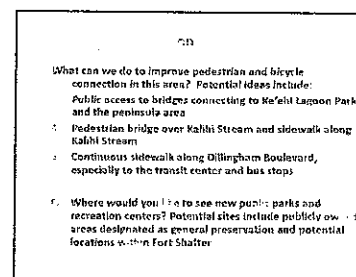 What can we do to improve pedestrian and bicycle
connection in this area? Potential ideas include:
Public access to bridges connecting to Ke'ehi Lagoon Park
and the peninsula area
Pedestrian bridge over Kalihi Stream and sidewalk along
Kalihi Stream
Continuous sidewalk along Dillingham Boulevard,
especially to the transit center and bus stops
Where would you like to see new public parks and
recreation centers? Potential sites include publicly
areas designated as general preservation and potential
locations within Fort Shafter